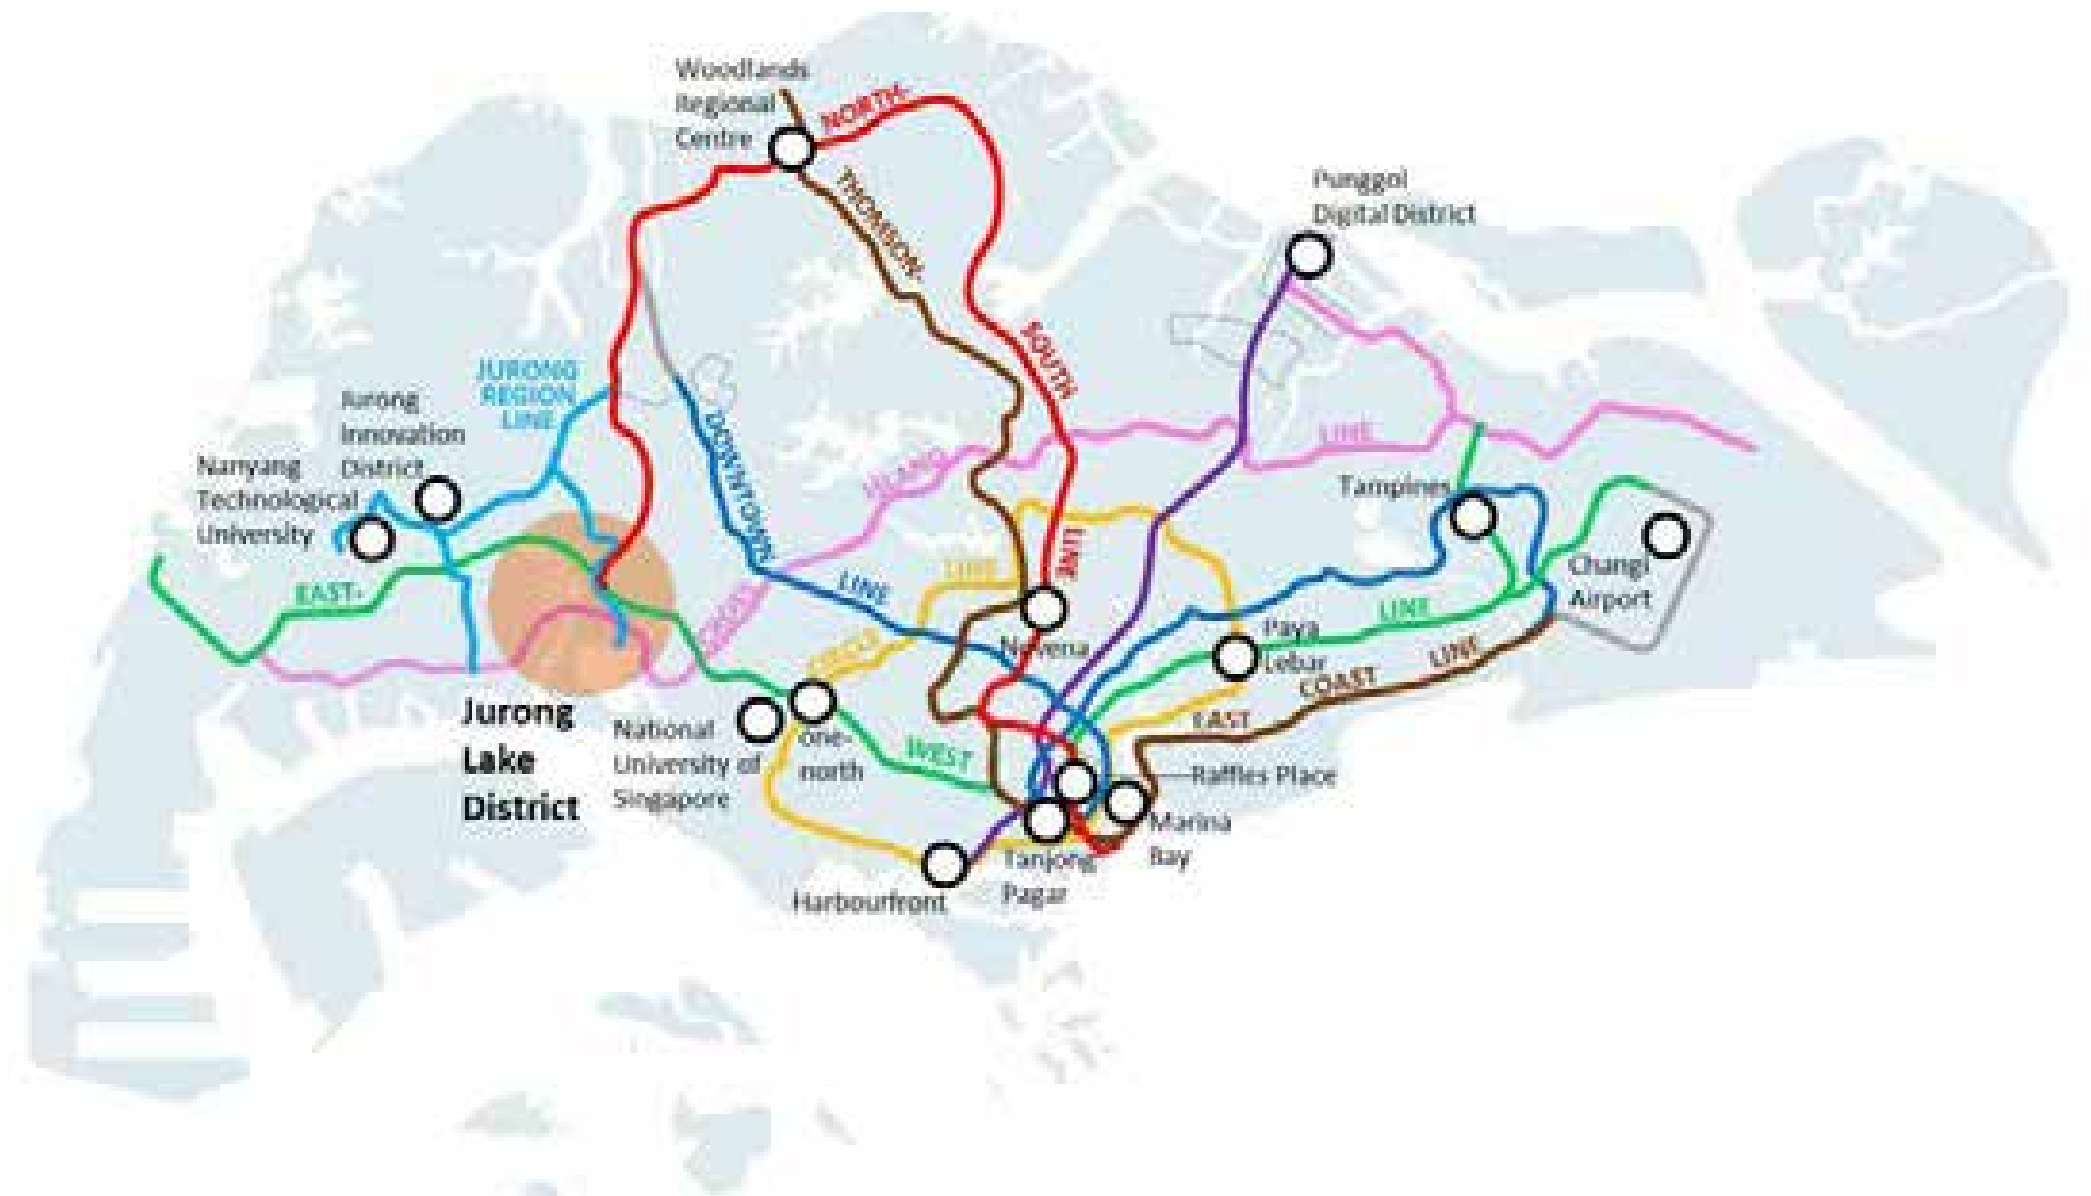 Woodlands
Regional
Centre
NORTH-
THOMSON-
SOUTH
LINE
Punggol
Digital District
JURONG
REGION
LINE
Jurong
Innovation
District
Nanyang
Technological
University
DOWNTOWN
LINE
CROSS
ISLAND
LINE
Tampines
EAST-
WEST
LINE
CIRCLE
LINE
Novena
Paya
Lebar
Changi
Airport
EAST
COAST
LINE
Jurong
Lake
District
National
University of
Singapore
one-
north
Raffles Place
Marina
Bay
Tanjong
Pagar
Harbourfront